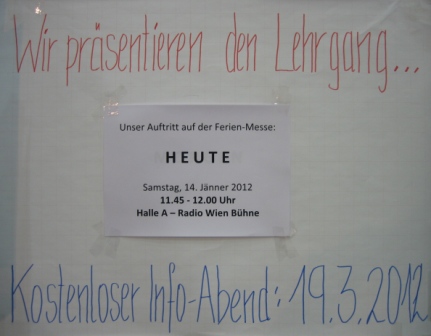 Wir präsentieren den Lehrgang...
Unser Auftritt auf der Ferien-Messe:
HEUTE
Samstag, 14. Jänner 2012
11.45 - 12.00 Uhr
Halle A – Radio Wien Bühne
Kostenloser Info-Abend: 19.3.2012